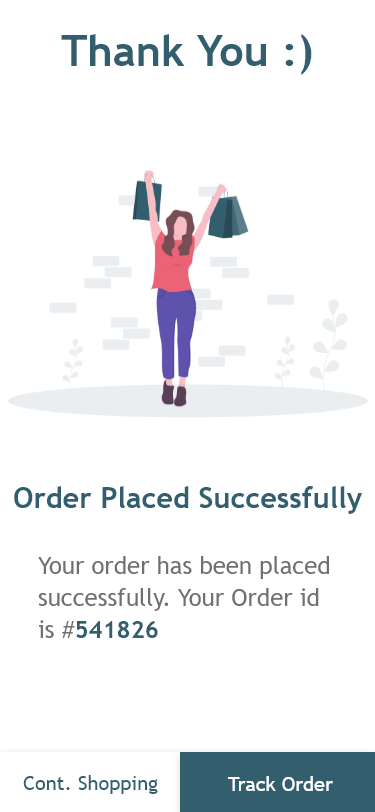 Thank You :)
Order Placed Successfully
Your order has been placed
successfully. Your Order id
is #541826
Cont. Shopping
Track Order